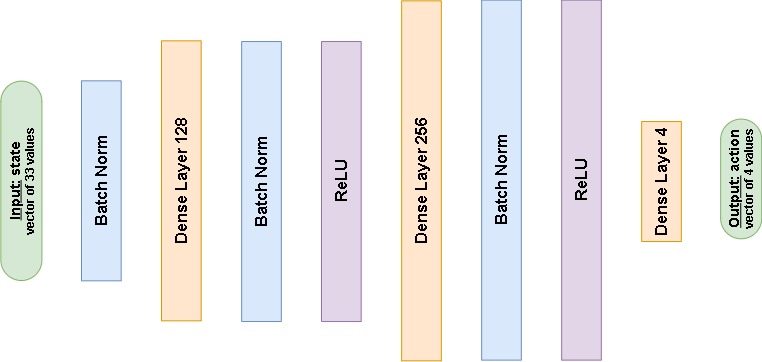 Input: state
vector of 33 values
Batch Norm
Dense Layer 128
Batch Norm
ReLU
Dense Layer 256
Batch Norm
ReLU
Dense Layer 4
Output: action
vector of 4 values